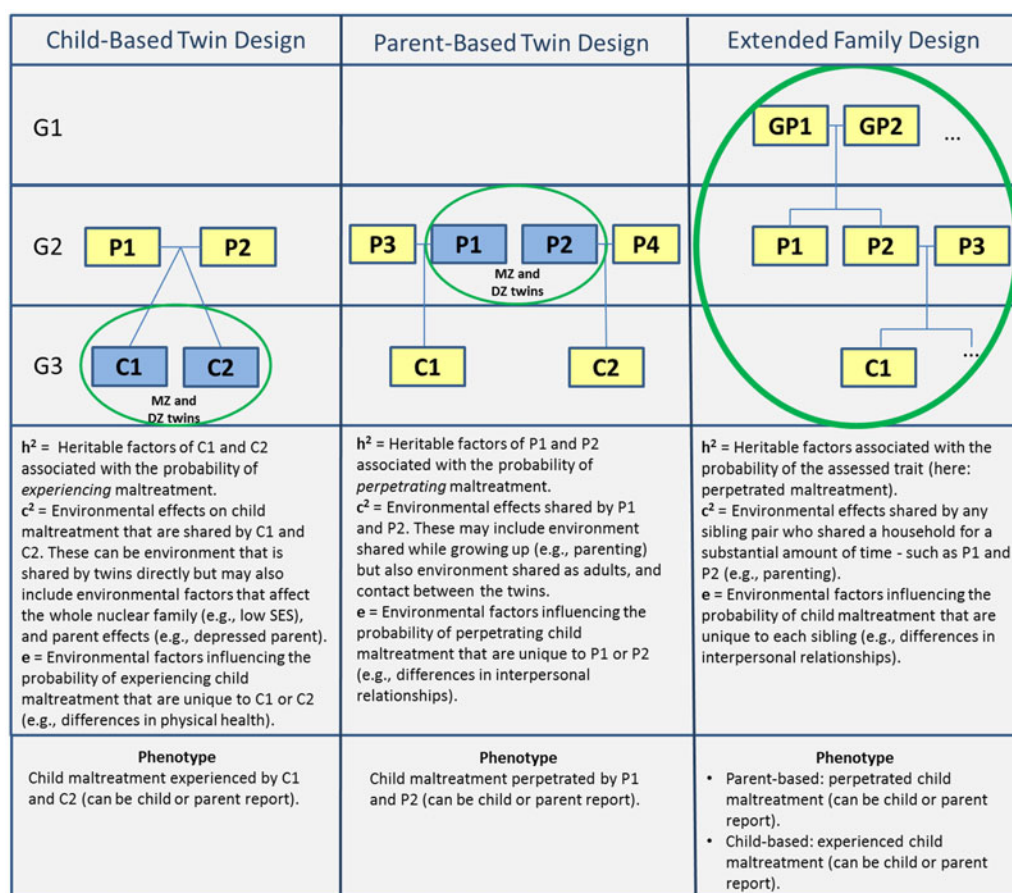 Child-Based Twin Design
Parent-Based Twin Design
Extended Family Design
G1
GP1
GP2
...
G2
P1
P2
P3
P1
P2
P4
MZ and
DZ twins
P1
P2
P3
G3
C1
C2
MZ and
DZ twins
C1
C2
C1
...
h² = Heritable factors of C1 and C2
associated with the probability of
experiencing maltreatment.
c² = Environmental effects on child
maltreatment that are shared by C1 and
C2. These can be environment that is
shared by twins directly but may also
include environmental factors that affect
the whole nuclear family (e.g., low SES),
and parent effects (e.g., depressed parent).
e = Environmental factors influencing the
probability of experiencing child
maltreatment that are unique to C1 or C2
(e.g., differences in physical health).
h² = Heritable factors of P1 and P2
associated with the probability of
perpetrating maltreatment.
c² = Environmental effects shared by P1
and P2. These may include environment
shared while growing up (e.g., parenting)
but also environment shared as adults, and
contact between the twins.
e = Environmental factors influencing the
probability of perpetrating child
maltreatment that are unique to P1 or P2
(e.g., differences in interpersonal
relationships).
h² = Heritable factors associated with the
probability of the assessed trait (here:
perpetrated maltreatment).
c² = Environmental effects shared by any
sibling pair who shared a household for a
substantial amount of time - such as P1 and
P2 (e.g., parenting).
e = Environmental factors influencing the
probability of child maltreatment that are
unique to each sibling (e.g., differences in
interpersonal relationships).
Phenotype
Child maltreatment experienced by C1
and C2 (can be child or parent report).
Phenotype
Child maltreatment perpetrated by P1
and P2 (can be child or parent report).
Phenotype
• Parent-based: perpetrated child
maltreatment (can be child or parent
report).
• Child-based: experienced child
maltreatment (can be child or parent
report).